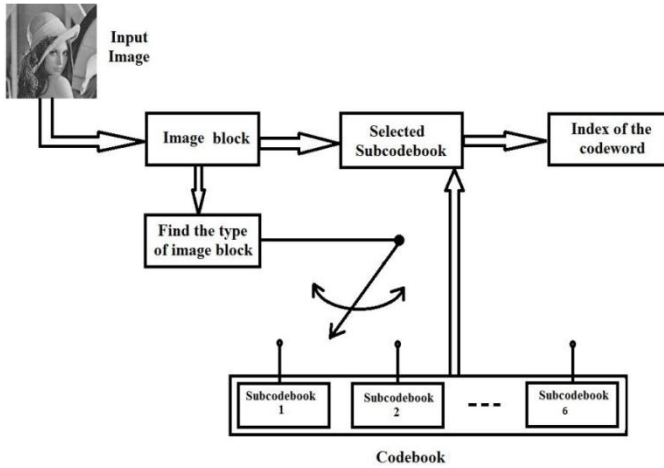 Input
Image
Image block
Selected
Subcodebook
Index of the
codeword
Find the type
of image block
Subcodebook
1
Subcodebook
2
Subcodebook
6
Codebook